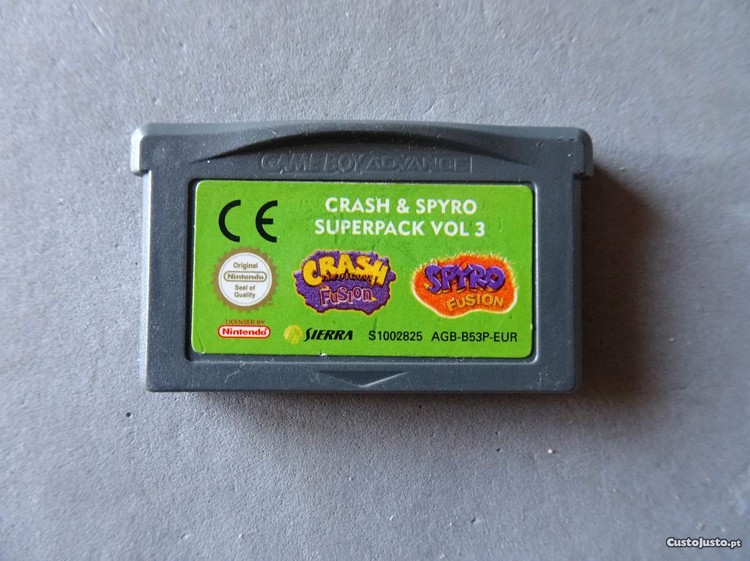 GAME BOY ADVANCE
CE
CRASH & SPYRO
SUPERPACK VOL 3
Original
Nintendo
Seal of
Quality
CRASH
BANDICOOT
FUSION
SPYRO
FUSION
LICENSED BY
Nintendo
SIERRA
S1002825 AGB-B53P-EUR
CustoJusto.pt